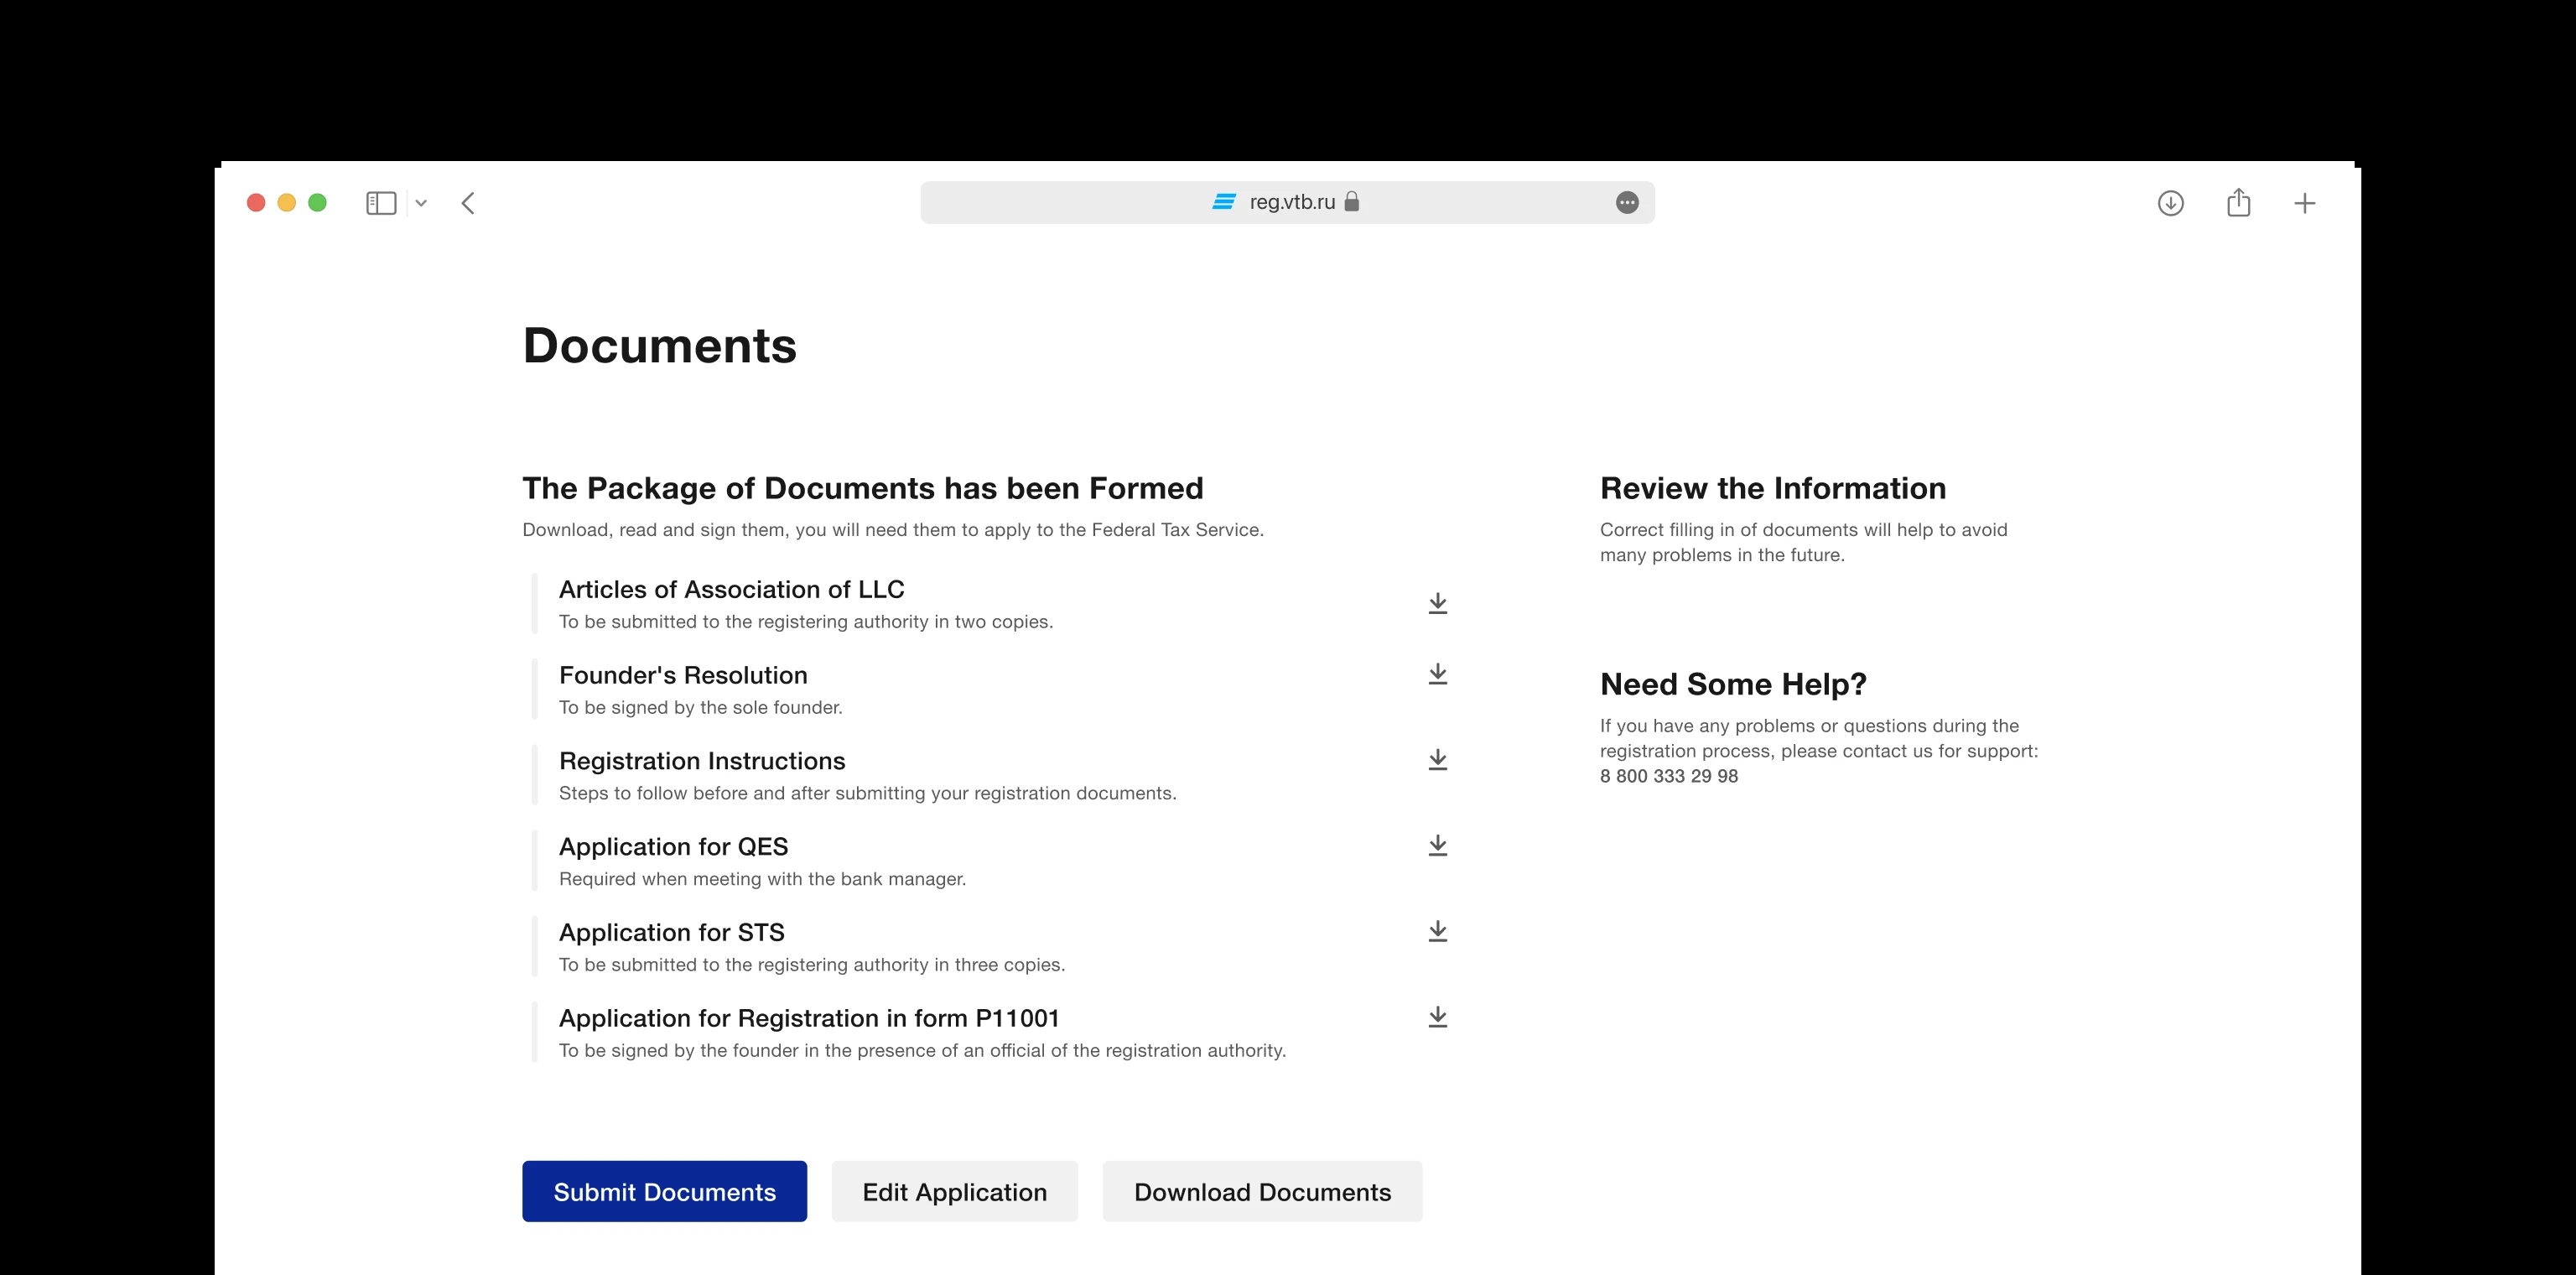 reg.vtb.ru
Documents
The Package of Documents has been Formed
Download, read and sign them, you will need them to apply to the Federal Tax Service.
Articles of Association of LLC
To be submitted to the registering authority in two copies.
Founder's Resolution
To be signed by the sole founder.
Registration Instructions
Steps to follow before and after submitting your registration documents.
Application for QES
Required when meeting with the bank manager.
Application for STS
To be submitted to the registering authority in three copies.
Application for Registration in form P11001
To be signed by the founder in the presence of an official of the registration authority.
Submit Documents
Edit Application
Download Documents
Review the Information
Correct filling in of documents will help to avoid
many problems in the future.
Need Some Help?
If you have any problems or questions during the
registration process, please contact us for support:
8 800 333 29 98